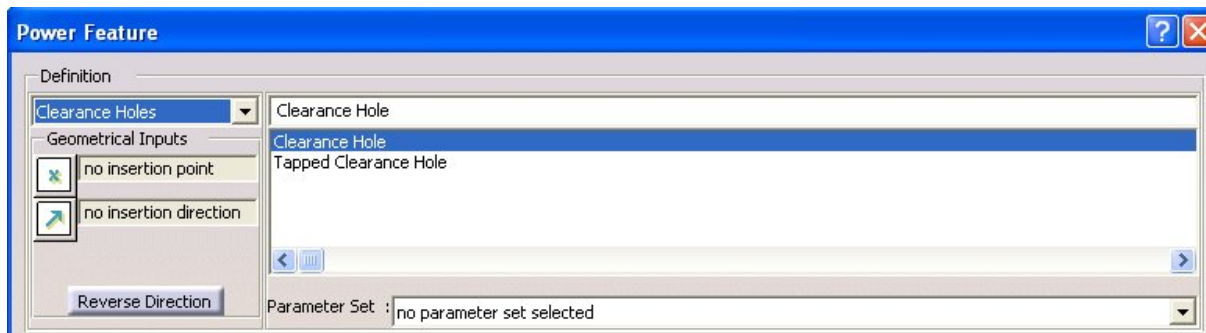 Power Feature
Definition
Clearance Holes
Geometrical Inputs
no insertion point
no insertion direction
Reverse Direction
Clearance Hole
Clearance Hole
Tapped Clearance Hole
Parameter Set : no parameter set selected